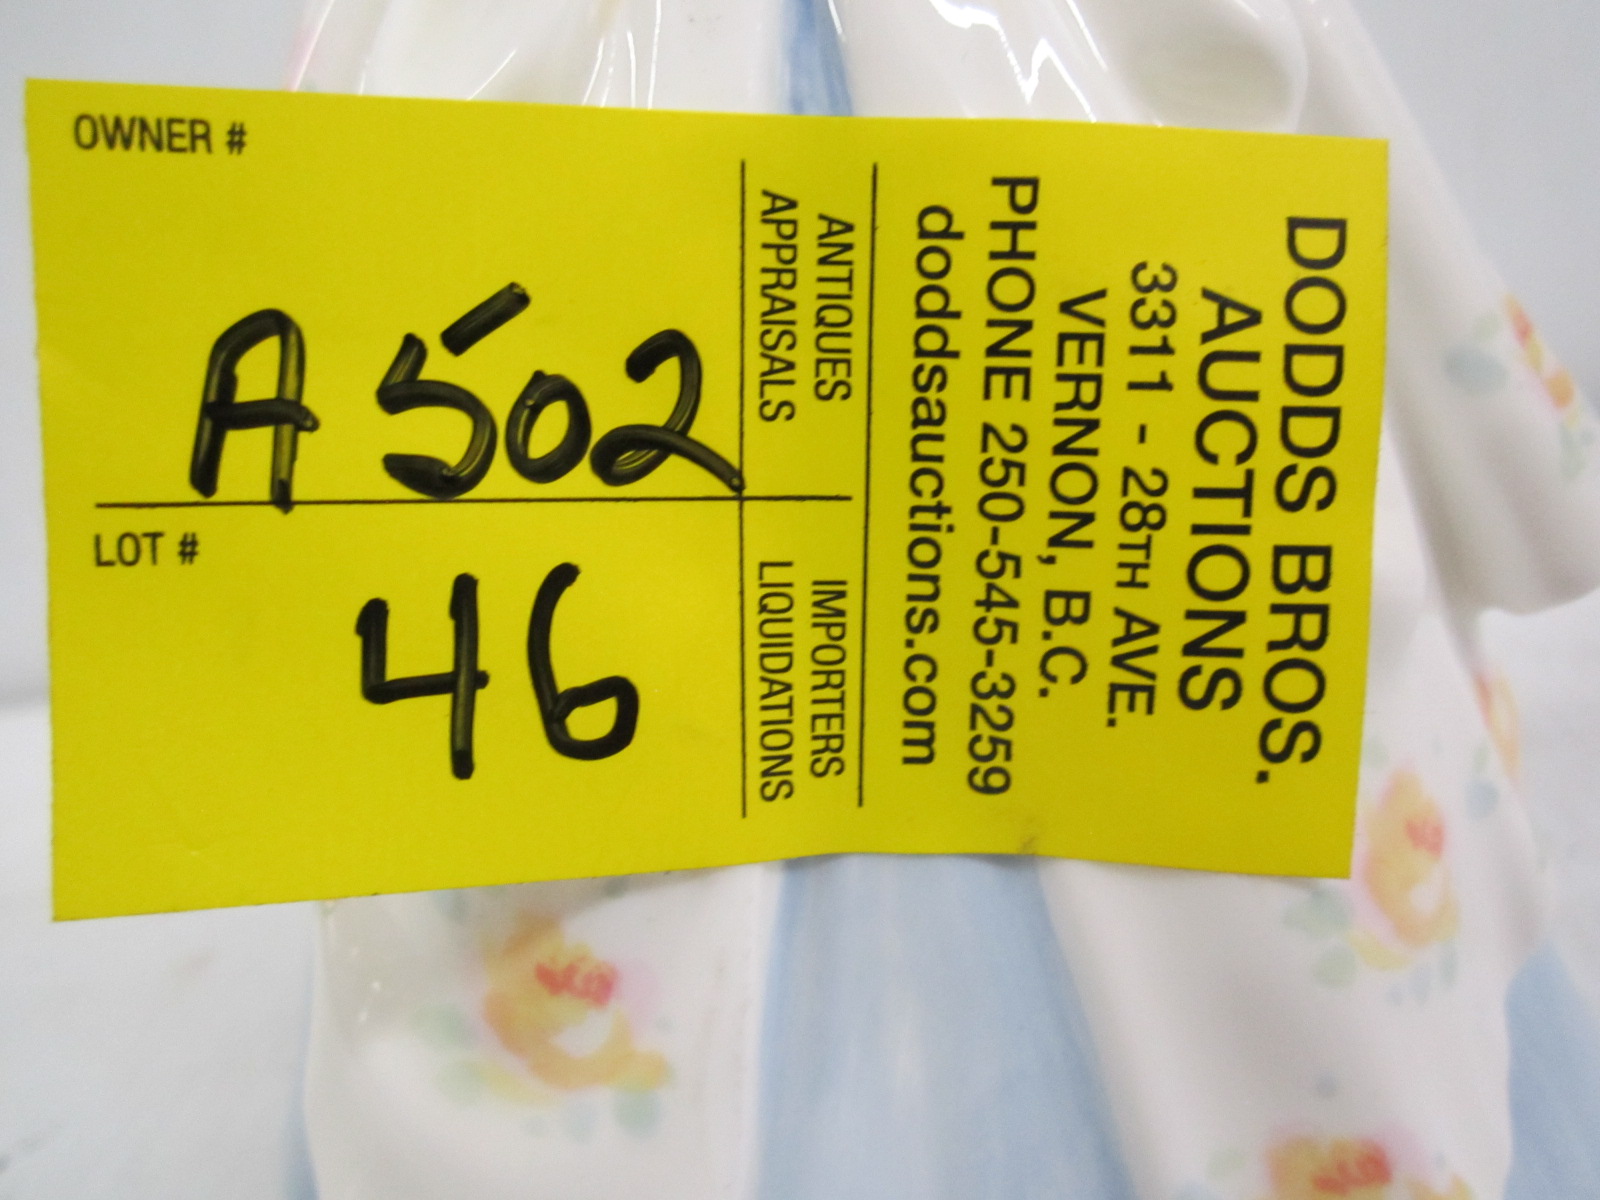 OWNER #
A 502
LOT #
46
ANTIQUES
APPRAISALS
IMPORTERS
LIQUIDATIONS
DODDS BROS.
AUCTIONS
3311 - 28TH AVE.
VERNON, B.C.
PHONE 250-545-3259
doddsauctions.com